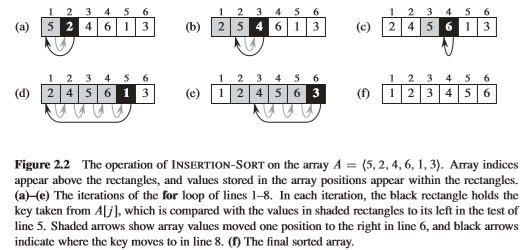 1 2 3 4 5 6
(a) 5 2 4 6 1 3
1 2 3 4 5 6
(b) 2 5 4 6 1 3
1 2 3 4 5 6
(c) 2 4 5 6 1 3
1 2 3 4 5 6
(d) 2 4 5 6 1 3
1 2 3 4 5 6
(e) 1 2 4 5 6 3
1 2 3 4 5 6
(f) 1 2 3 4 5 6
Figure 2.2 The operation of INSERTION-SORT on the array A = ⟨5, 2, 4, 6, 1, 3⟩. Array indices
appear above the rectangles, and values stored in the array positions appear within the rectangles.
(a)–(e) The iterations of the for loop of lines 1–8. In each iteration, the black rectangle holds the
key taken from A[j], which is compared with the values in shaded rectangles to its left in the test of
line 5. Shaded arrows show array values moved one position to the right in line 6, and black arrows
indicate where the key moves to in line 8. (f) The final sorted array.